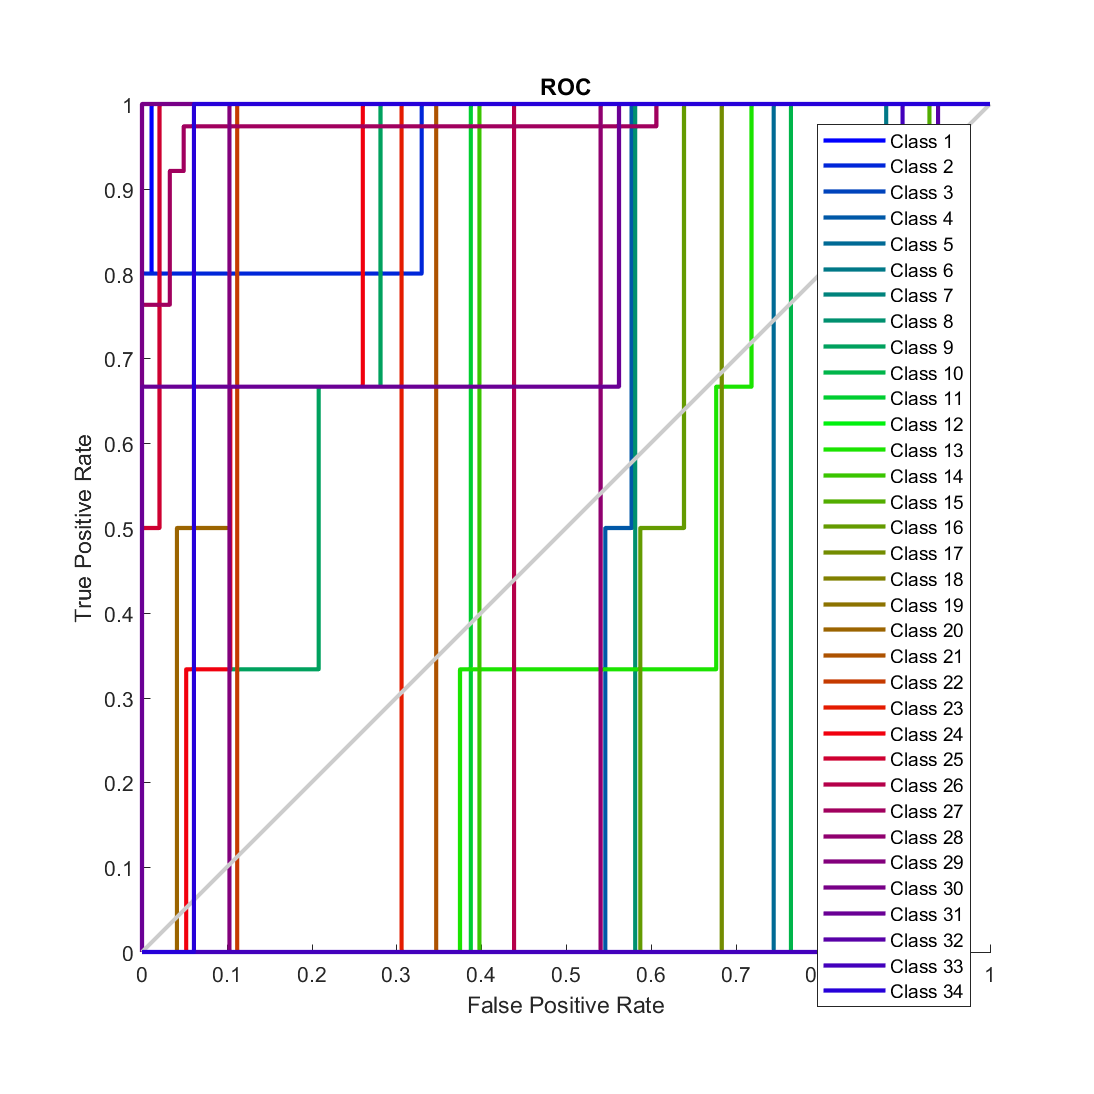 ROC
True Positive Rate
1
0.9
0.8
0.7
0.6
0.5
0.4
0.3
0.2
0.1
0
0 0.1 0.2 0.3 0.4 0.5 0.6 0.7 1
False Positive Rate
Class 1
Class 2
Class 3
Class 4
Class 5
Class 6
Class 7
Class 8
Class 9
Class 10
Class 11
Class 12
Class 13
Class 14
Class 15
Class 16
Class 17
Class 18
Class 19
Class 20
Class 21
Class 22
Class 23
Class 24
Class 25
Class 26
Class 27
Class 28
Class 29
Class 30
Class 31
Class 32
Class 33
Class 34